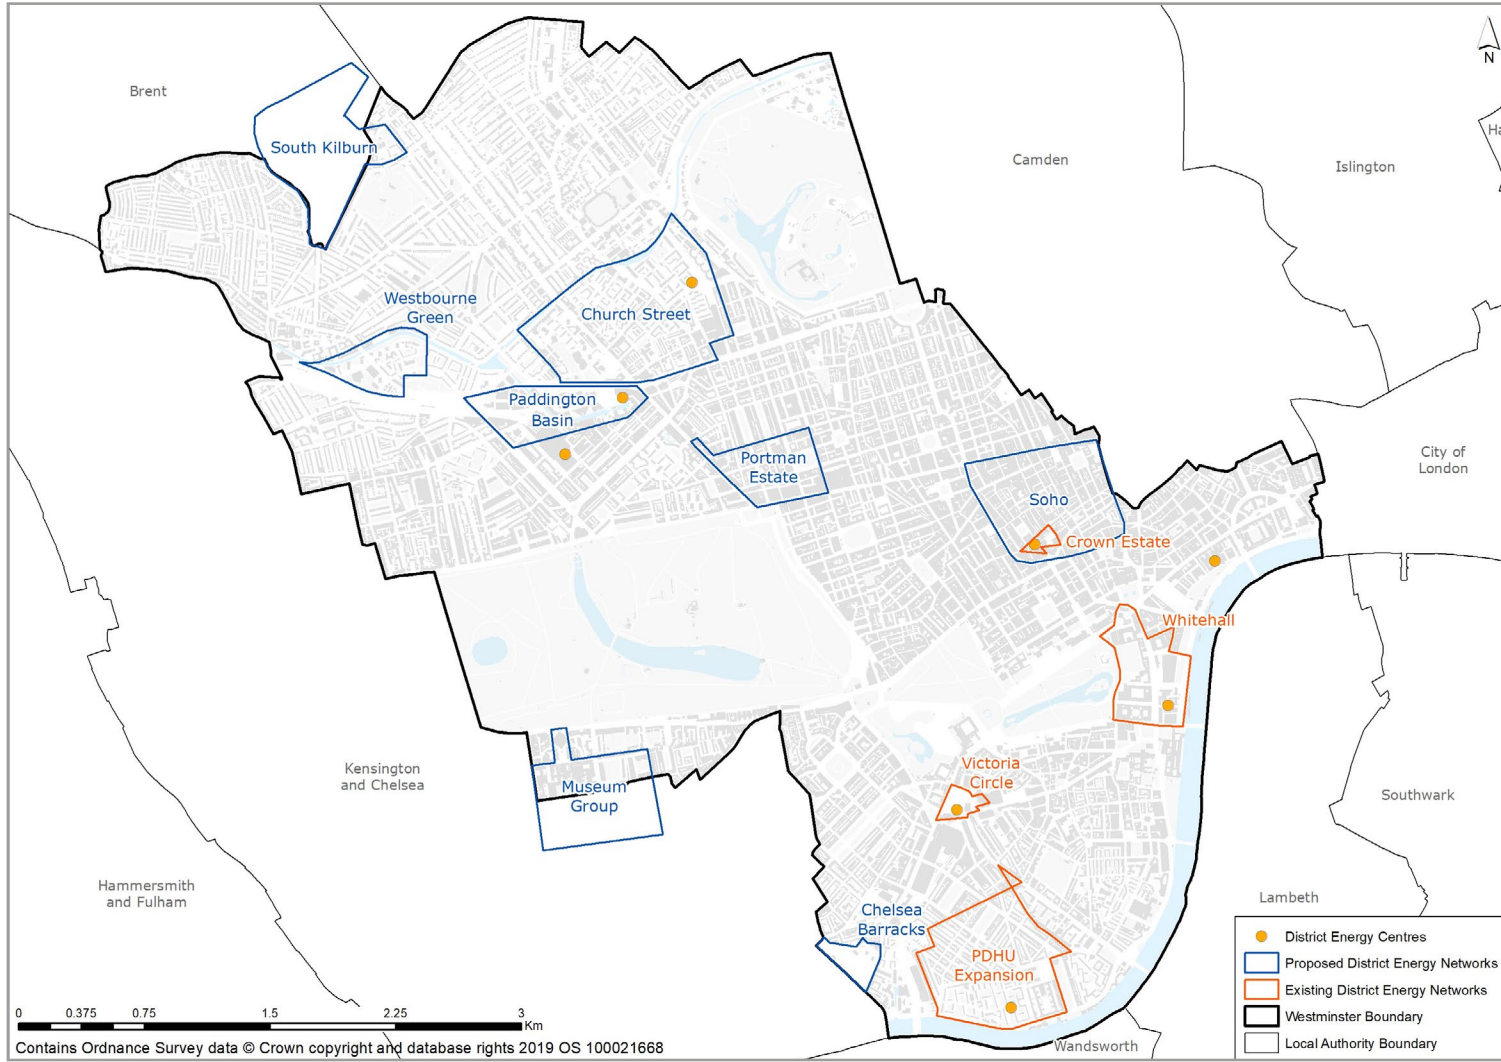 N
Brent
South Kilburn
Camden
Islington
Ha
Westbourne
Green
Church Street
Paddington
Basin
Portman
Estate
Soho
Crown Estate
City of
London
Whitehall
Kensington
and Chelsea
Museum
Group
Victoria
Circle
Southwark
Hammersmith
and Fulham
Chelsea
Barracks
PDHU
Expansion
Lambeth
Wandsworth
District Energy Centres
Proposed District Energy Networks
Existing District Energy Networks
Westminster Boundary
Local Authority Boundary
0 0.375 0.75 1.5 2.25 3
Km
Contains Ordnance Survey data © Crown copyright and database rights 2019 OS 100021668